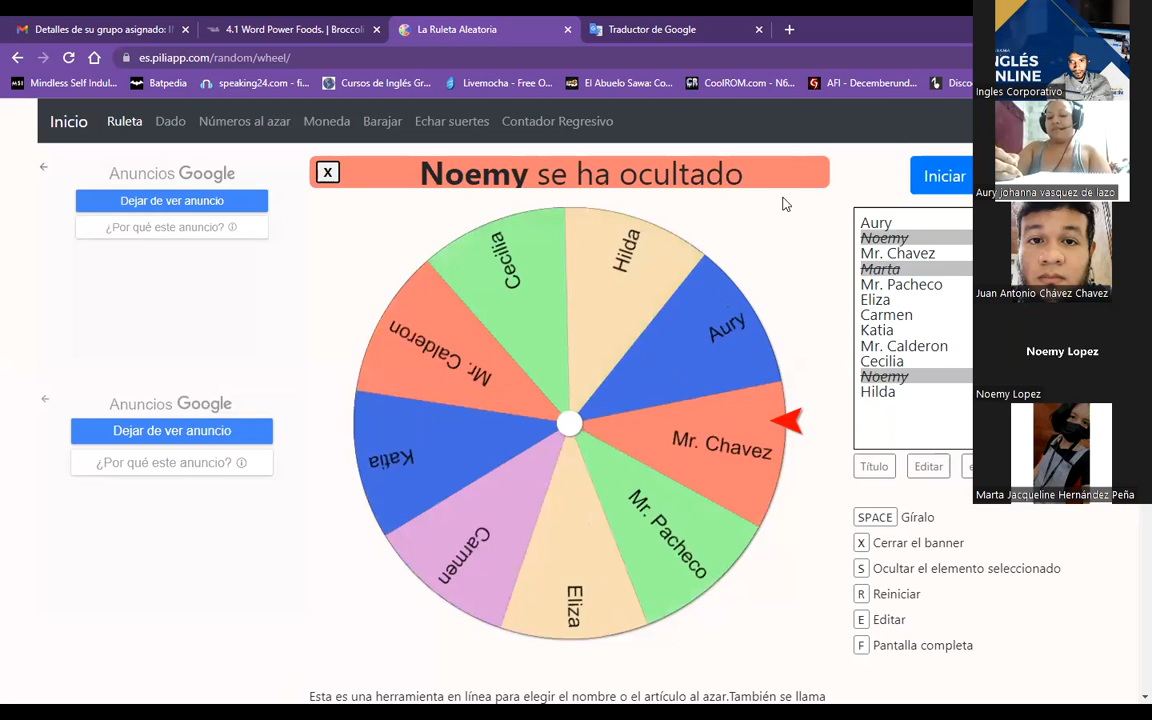 Detalles de su grupo asignado: II
4.1 Word Power Foods. | Broccoli
La Ruleta Aleatoria
Traductor de Google
es.piliapp.com/random/wheel/
Mindless Self Indul...
Batpedia
speaking24.com - fi...
Cursos de Inglés Gr...
Livemocha - Free O...
El Abuelo Sawa: Co...
CoolROM.com - N6...
AFI - Decemberund...
Disco
Inicio
Ruleta
Dado
Números al azar
Moneda
Barajar
Echar suertes
Contador Regresivo
Anuncios Google
Dejar de ver anuncio
¿Por qué este anuncio?
Anuncios Google
Dejar de ver anuncio
¿Por qué este anuncio?
X
Noemy se ha ocultado
Iniciar
Hilda
Aury
Mr. Chavez
Mr. Pacheco
Eliza
Carmen
Katia
Mr. Calderon
Cecilia
Aury
Noemy
Mr. Chavez
Marta
Mr. Pacheco
Eliza
Carmen
Katia
Mr. Calderon
Cecilia
Noemy
Hilda
Título
Editar
SPACE Gíralo
X Cerrar el banner
S Ocultar el elemento seleccionado
R Reiniciar
E Editar
F Pantalla completa
Esta es una herramienta en línea para elegir el nombre o el artículo al azar.También se llama
NGLÉS
ONLINE
Ingles Corporativo
Aury johanna vasquez de lazo
Juan Antonio Chávez Chavez
Noemy Lopez
Noemy Lopez
Marta Jacqueline Hernández Peña